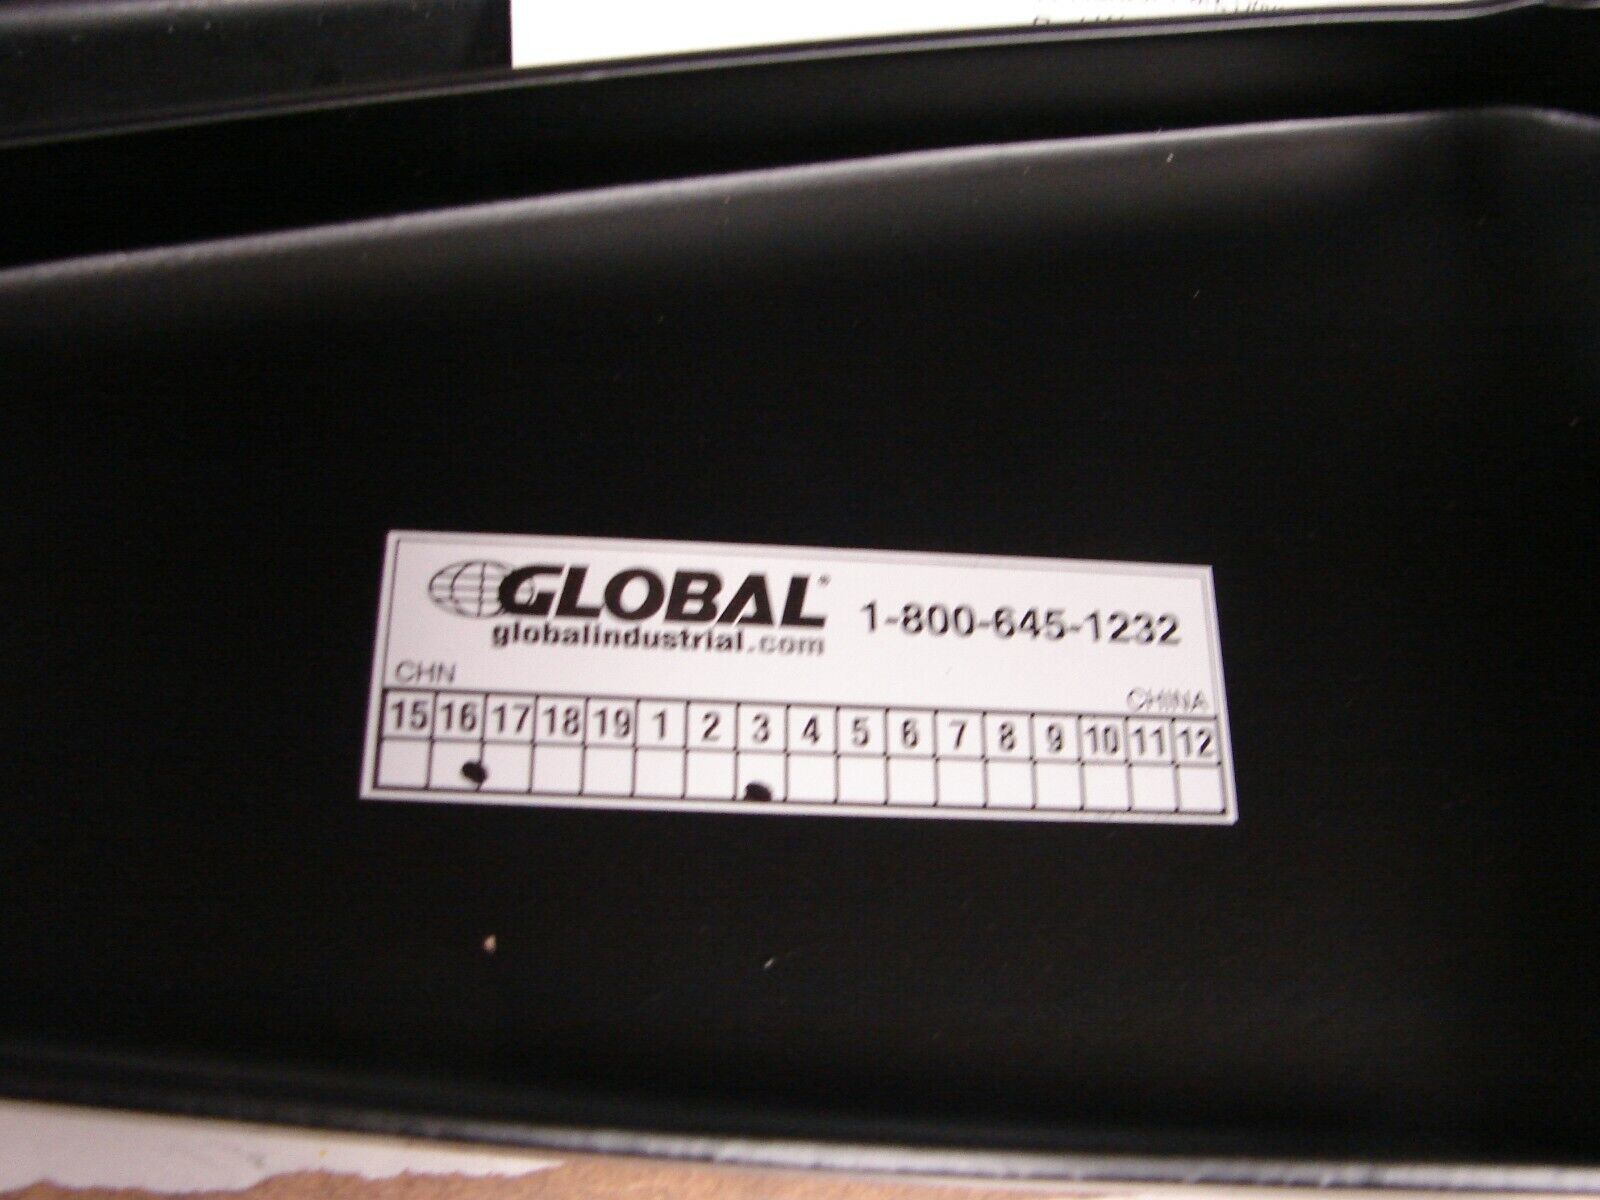 GLOBAL®
globalindustrial.com
1-800-645-1232
CHN
CHINA
15 16 17 18 19 1 2 3 4 5 6 7 8 9 10 11 12